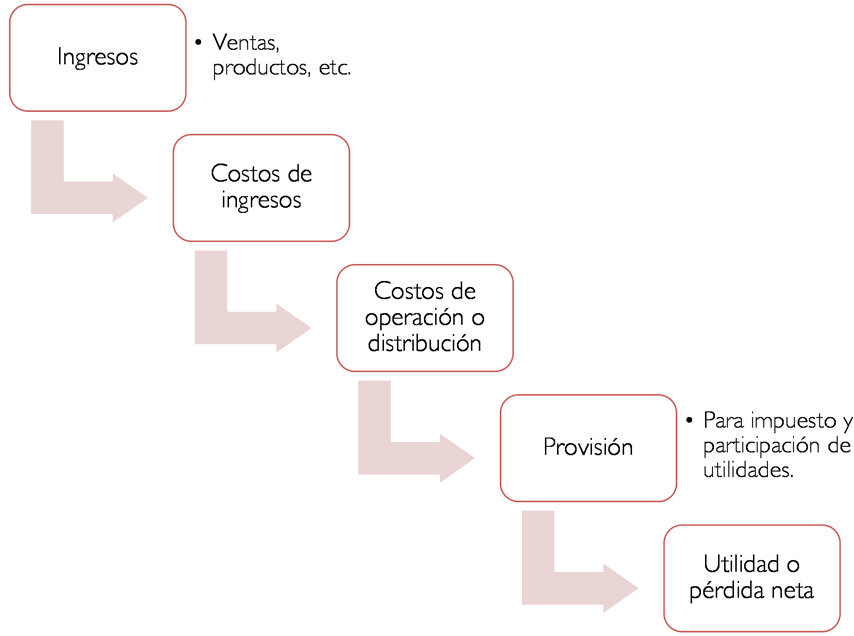 Ingresos
• Ventas,
productos, etc.
Costos de
ingresos
Costos de
operación o
distribución
Provisión
• Para impuesto y
participación de
utilidades.
Utilidad o
pérdida neta